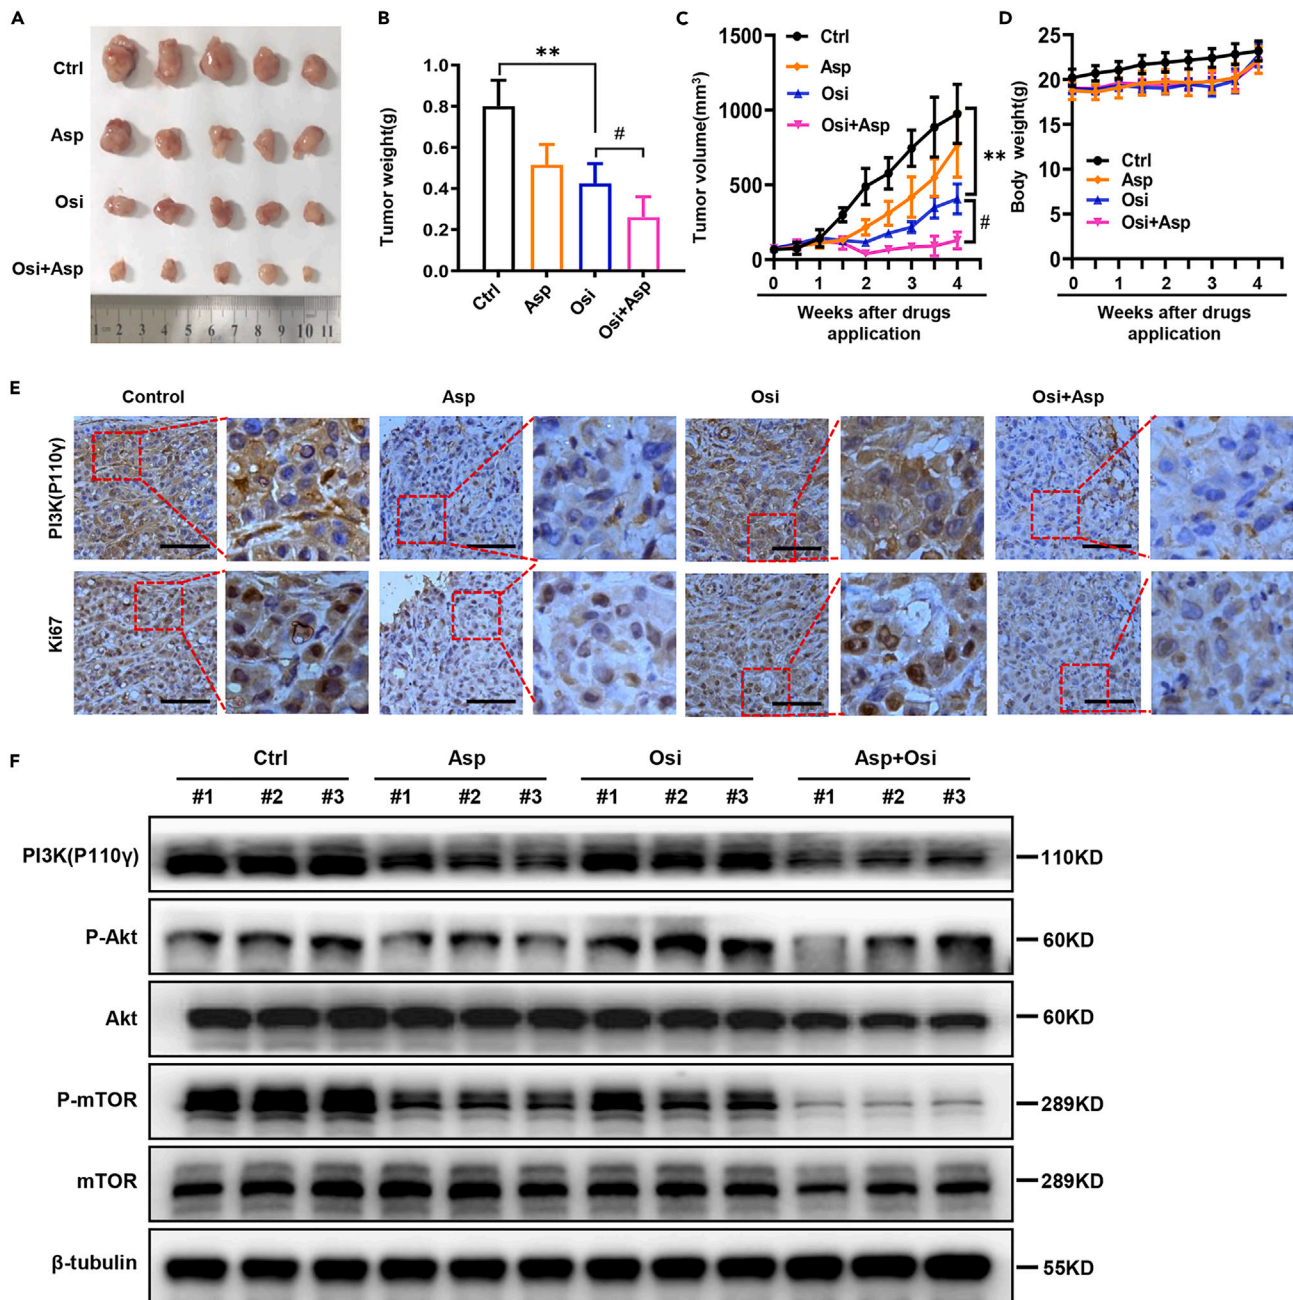 A
Ctrl
Asp
Osi
Osi+Asp
1 cm 2 3 4 5 6 7 8 9 10 11
B
Tumor weight(g)
1.0
0.8
0.6
0.4
0.2
0.0
**
#
Ctrl
Asp
Osi
Osi+Asp
C
Tumor volume(mm³)
1500
1000
500
0
Ctrl
Asp
Osi
Osi+Asp
**
#
0 1 2 3 4
Weeks after drugs
application
D
Body weight(g)
25
20
15
10
5
0
Ctrl
Asp
Osi
Osi+Asp
0 1 2 3 4
Weeks after drugs
application
E
Control Asp Osi Osi+Asp
PI3K(P110γ)
Ki67
F
Ctrl Asp Osi Asp+Osi
#1 #2 #3 #1 #2 #3 #1 #2 #3 #1 #2 #3
PI3K(P110γ) 110KD
P-Akt 60KD
Akt 60KD
P-mTOR 289KD
mTOR 289KD
β-tubulin 55KD